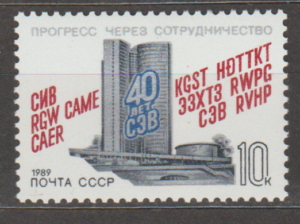 ПРОГРЕСС ЧЕРЕЗ СОТРУДНИЧЕСТВО
СИВ
RGW CAME
CAER
40
ЛЕТ
СЭВ
KGST HĐTTKT
ЭЗХТЗ RWPG
СЭВ RVHP
1989
ПОЧТА СССР
10к